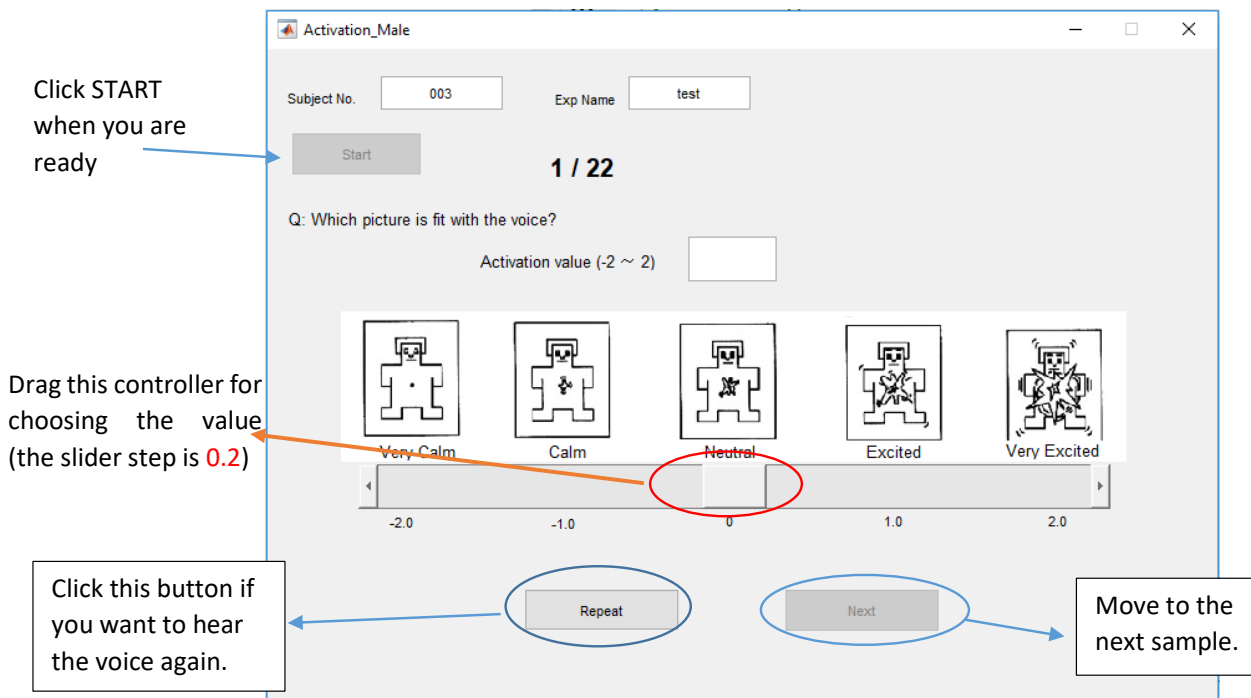 Activation_Male
Click START
when you are
ready
Subject No.
003
Exp Name
test
Start
1 / 22
Q: Which picture is fit with the voice?
Activation value (-2 ～ 2)
Drag this controller for
choosing the value
(the slider step is 0.2)
Very Calm
Calm
Neutral
Excited
Very Excited
-2.0
-1.0
0
1.0
2.0
Click this button if
you want to hear
the voice again.
Repeat
Next
Move to the
next sample.